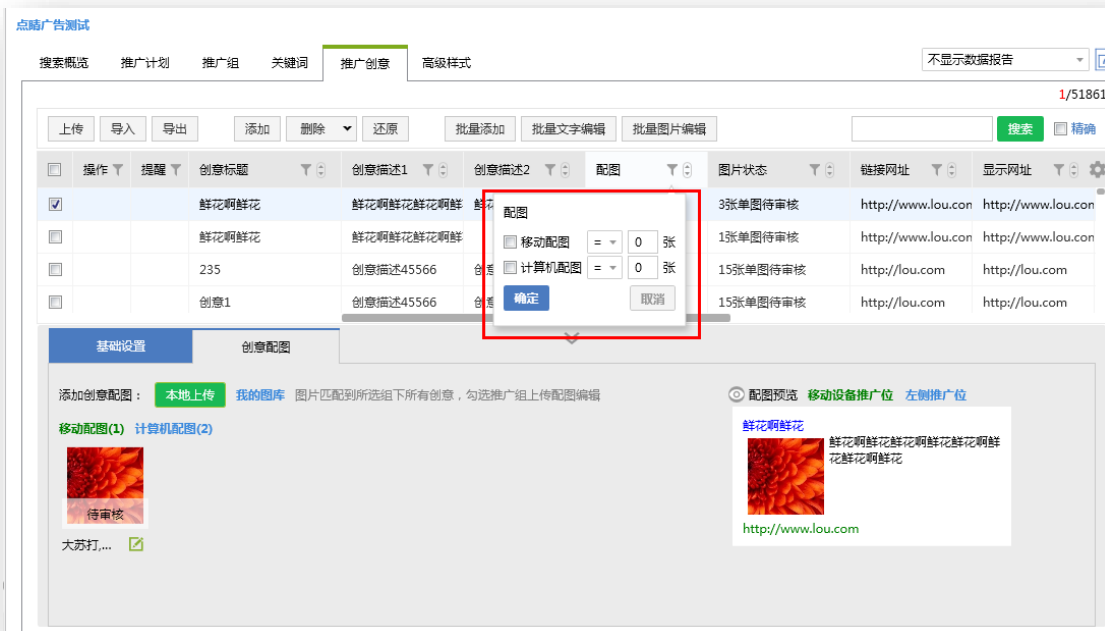 点睛广告测试
搜索概览 推广计划 推广组 关键词 推广创意 高级样式 不显示数据报告
1/51861
上传 导入 导出 添加 删除 还原 批量添加 批量文字编辑 批量图片编辑 搜索 精确
操作 提醒 创意标题 创意描述1 创意描述2 配图 图片状态 链接网址 显示网址
鲜花啊鲜花 鲜花啊鲜花鲜花啊鲜 3张单图待审核 http://www.lou.con http://www.lou.con
鲜花啊鲜花 鲜花啊鲜花鲜花啊鲜 1张单图待审核 http://www.lou.con http://www.lou.con
235 创意描述45566 15张单图待审核 http://lou.com http://lou.com
创意1 创意描述45566 15张单图待审核 http://lou.com http://lou.com
配图
移动配图 = 0 张
计算机配图 = 0 张
确定 取消
基础设置 创意配图
添加创意配图： 本地上传 我的图库 图片匹配到所选组下所有创意，勾选推广组上传配图编辑
移动配图(1) 计算机配图(2)
待审核
大苏打,...
配图预览 移动设备推广位 左侧推广位
鲜花啊鲜花
鲜花啊鲜花鲜花啊鲜花鲜花啊鲜
花鲜花啊鲜花
http://www.lou.com